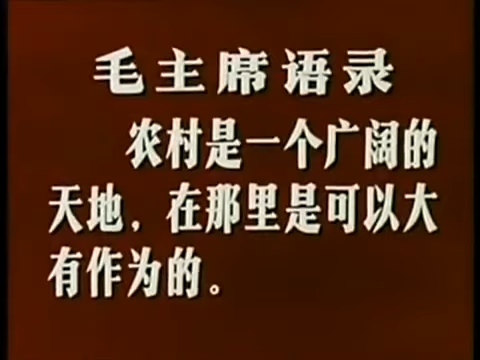 毛主席语录
农村是一个广阔的
天地，在那里是可以大
有作为的。